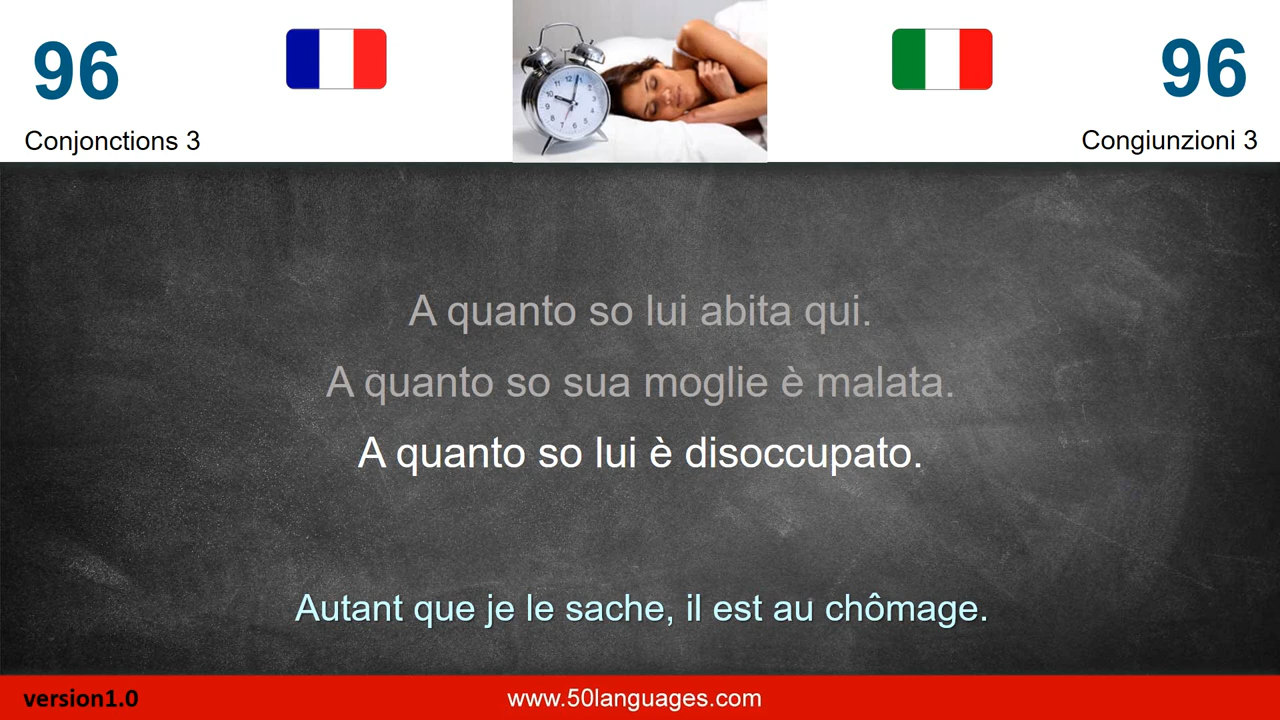 96
96
Conjonctions 3
Congiunzioni 3
A quanto so lui abita qui.
A quanto so sua moglie è malata.
A quanto so lui è disoccupato.
Autant que je le sache, il est au chômage.
version1.0
www.50languages.com